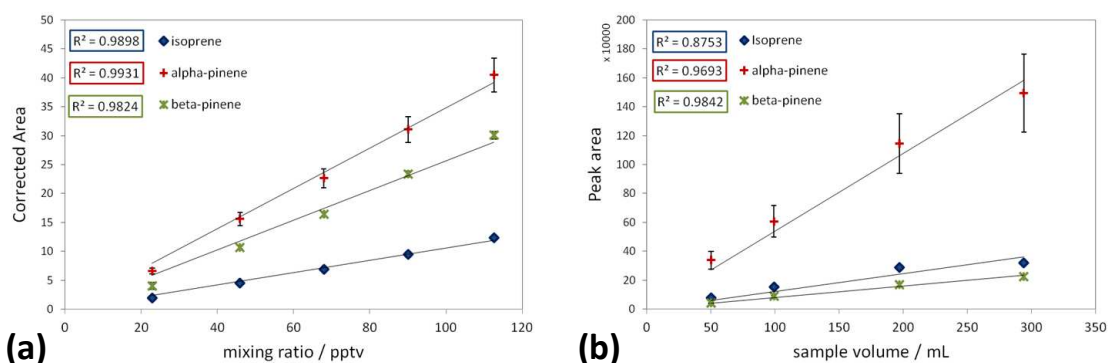 50
45
40
35
30
25
20
15
10
5
0
0 20 40 60 80 100 120
Corrected Area
mixing ratio / pptv
R² = 0.9898 isoprene
R² = 0.9931 alpha-pinene
R² = 0.9824 beta-pinene
(a)
200
180
160
140
120
100
80
60
40
20
0
0 50 100 150 200 250 300 350
x 10000
Peak area
sample volume / mL
R² = 0.8753 Isoprene
R² = 0.9693 alpha-pinene
R² = 0.9842 beta-pinene
(b)